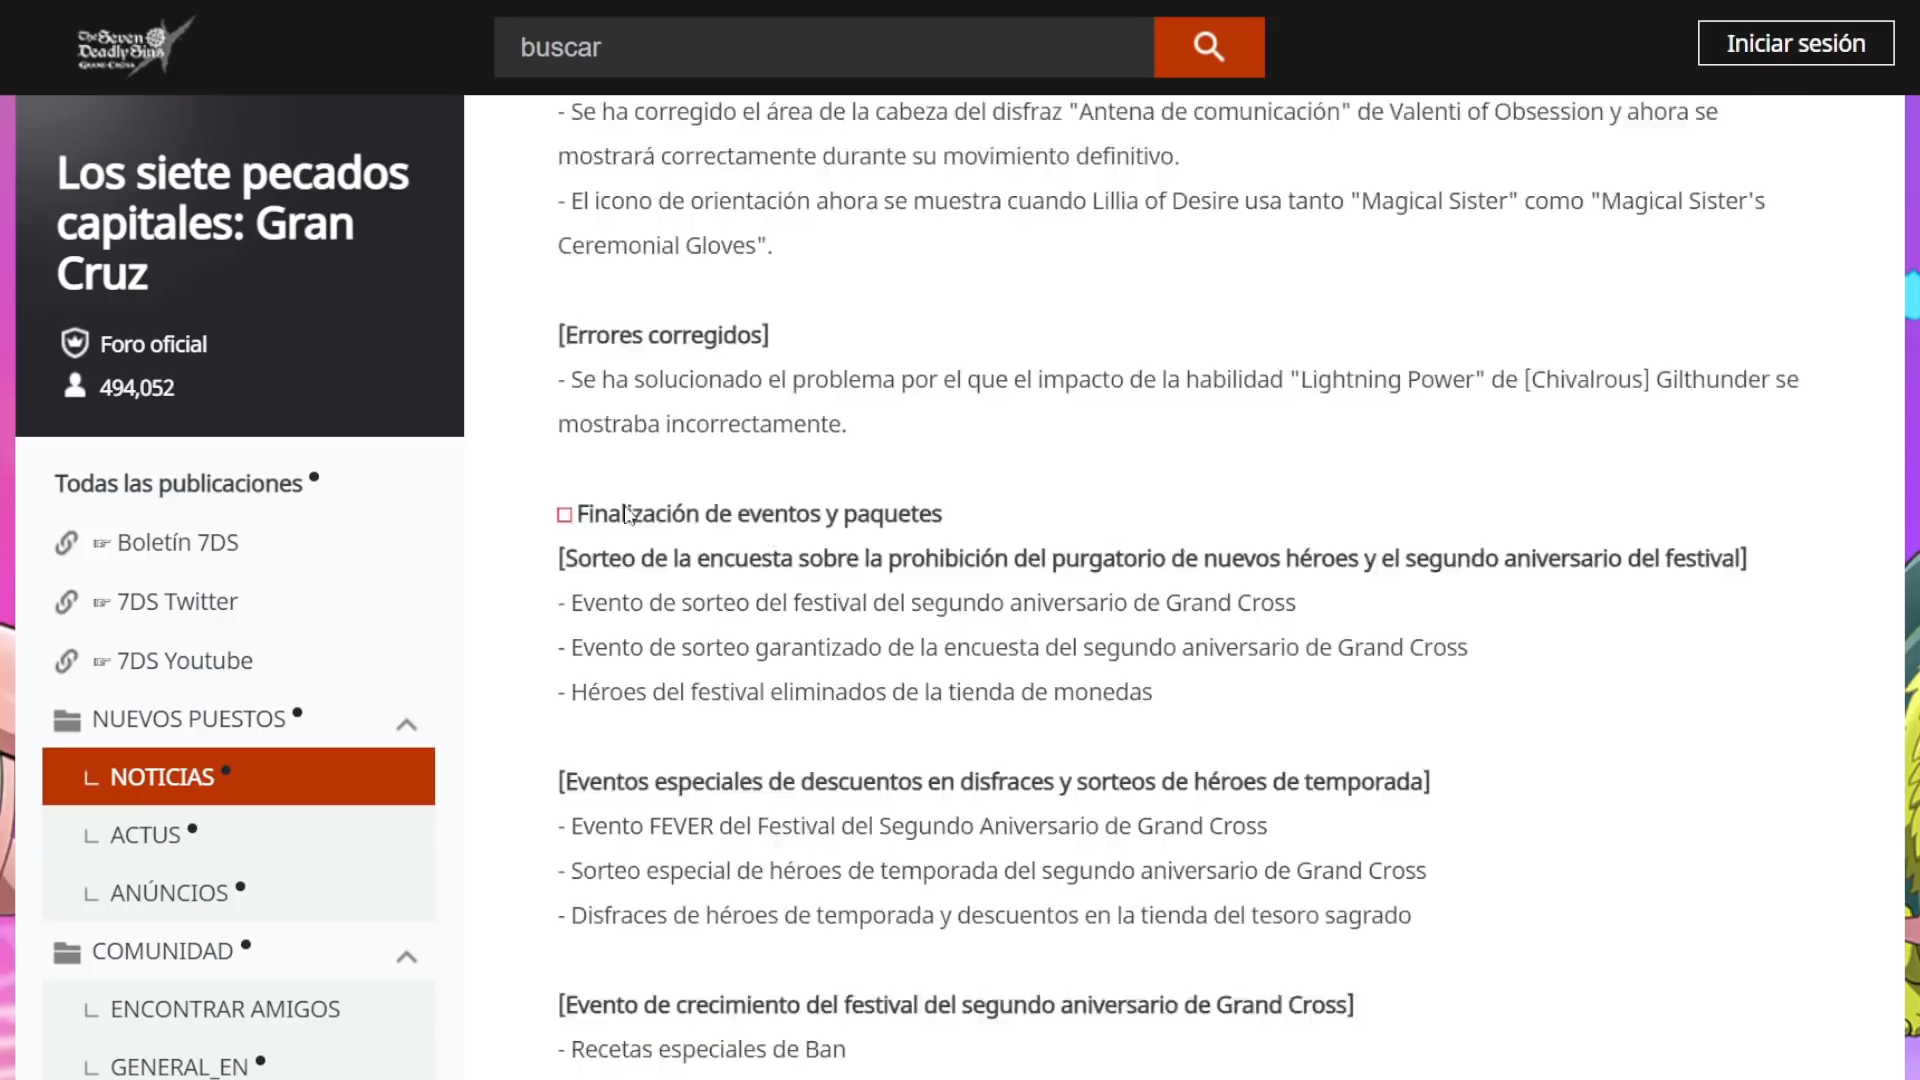 The Seven
Deadly Sins
GRAND CROSS
buscar
Iniciar sesión
Los siete pecados
capitales: Gran
Cruz
Foro oficial
494,052
Todas las publicaciones
☞ Boletín 7DS
☞ 7DS Twitter
☞ 7DS Youtube
NUEVOS PUESTOS
NOTICIAS
ACTUS
ANÚNCIOS
COMUNIDAD
ENCONTRAR AMIGOS
GENERAL_EN
- Se ha corregido el área de la cabeza del disfraz "Antena de comunicación" de Valenti of Obsession y ahora se
mostrará correctamente durante su movimiento definitivo.
- El icono de orientación ahora se muestra cuando Lillia of Desire usa tanto "Magical Sister" como "Magical Sister's
Ceremonial Gloves".
[Errores corregidos]
- Se ha solucionado el problema por el que el impacto de la habilidad "Lightning Power" de [Chivalrous] Gilthunder se
mostraba incorrectamente.
□ Finalización de eventos y paquetes
[Sorteo de la encuesta sobre la prohibición del purgatorio de nuevos héroes y el segundo aniversario del festival]
- Evento de sorteo del festival del segundo aniversario de Grand Cross
- Evento de sorteo garantizado de la encuesta del segundo aniversario de Grand Cross
- Héroes del festival eliminados de la tienda de monedas
[Eventos especiales de descuentos en disfraces y sorteos de héroes de temporada]
- Evento FEVER del Festival del Segundo Aniversario de Grand Cross
- Sorteo especial de héroes de temporada del segundo aniversario de Grand Cross
- Disfraces de héroes de temporada y descuentos en la tienda del tesoro sagrado
[Evento de crecimiento del festival del segundo aniversario de Grand Cross]
- Recetas especiales de Ban